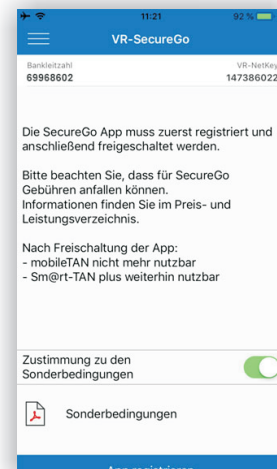 11:21
92 %
VR-SecureGo
Bankleitzahl VR-NetKey
69968602 147386022
Die SecureGo App muss zuerst registriert und
anschließend freigeschaltet werden.
Bitte beachten Sie, dass für SecureGo
Gebühren anfallen können.
Informationen finden Sie im Preis- und
Leistungsverzeichnis.
Nach Freischaltung der App:
- mobileTAN nicht mehr nutzbar
- Sm@rt-TAN plus weiterhin nutzbar
Zustimmung zu den
Sonderbedingungen
Sonderbedingungen
App registrieren